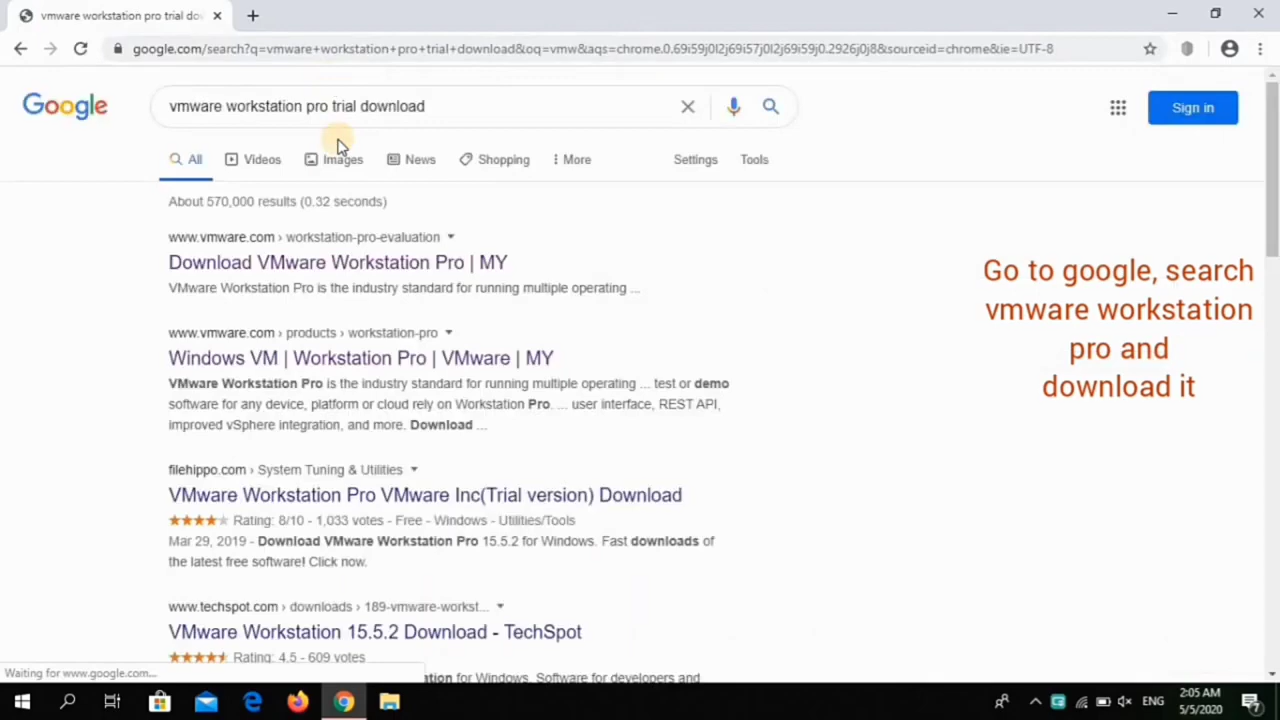 vmware workstation pro trial do
google.com/search?q=vmware+workstation+pro+trial+download&oq=vmw&aqs=chrome.0.69i59j0l2j69i57j0l2j69i59j0.2926j0j8&sourceid=chrome&ie=UTF-8
Google
vmware workstation pro trial download
Sign in
All Videos Images News Shopping More Settings Tools
About 570,000 results (0.32 seconds)
www.vmware.com › workstation-pro-evaluation
Download VMware Workstation Pro | MY
VMware Workstation Pro is the industry standard for running multiple operating ...
www.vmware.com › products › workstation-pro
Windows VM | Workstation Pro | VMware | MY
VMware Workstation Pro is the industry standard for running multiple operating ... test or demo
software for any device, platform or cloud rely on Workstation Pro. ... user interface, REST API,
improved vSphere integration, and more. Download ...
Go to google, search
vmware workstation
pro and
download it
filehippo.com › System Tuning & Utilities
VMware Workstation Pro VMware Inc(Trial version) Download
Rating: 8/10 - 1,033 votes - Free - Windows - Utilities/Tools
Mar 29, 2019 - Download VMware Workstation Pro 15.5.2 for Windows. Fast downloads of
the latest free software! Click now.
www.techspot.com › downloads › 189-vmware-workst...
VMware Workstation 15.5.2 Download - TechSpot
Rating: 4.5 - 609 votes
Waiting for www.google.com...
tation for Windows. Software for developers and
ENG
2:05 AM
5/5/2020
7